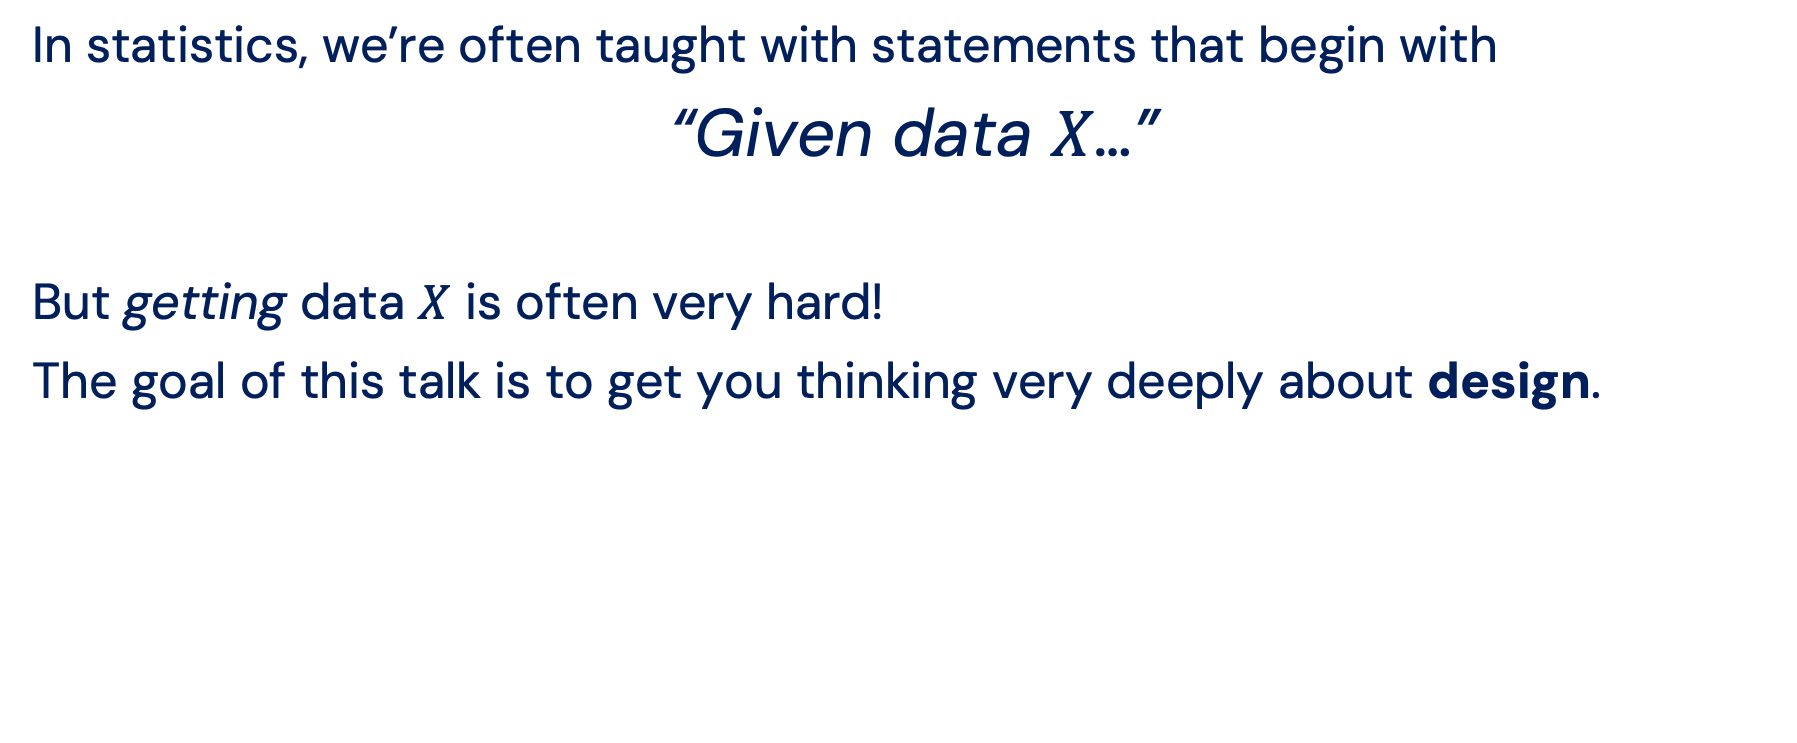 In statistics, we’re often taught with statements that begin with
“Given data X…”
But getting data X is often very hard!
The goal of this talk is to get you thinking very deeply about design.